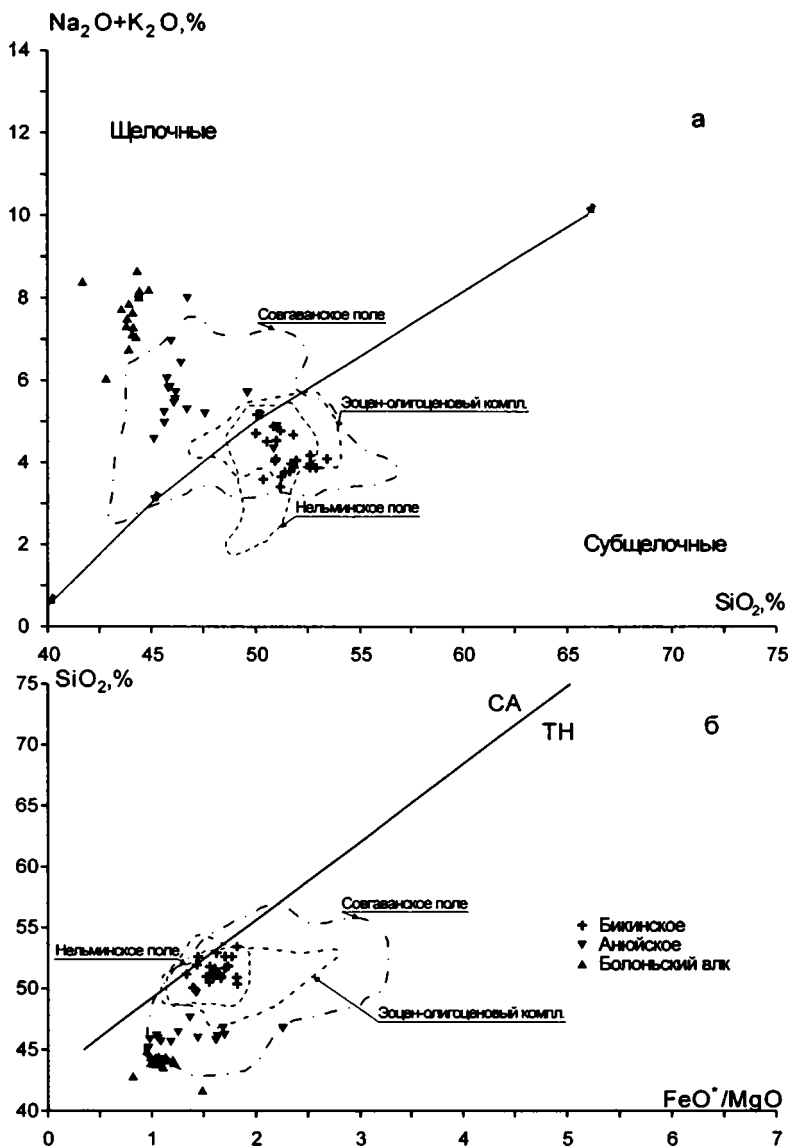 Na₂O+K₂O,%
14
12
10
8
6
4
2
0
Щелочные
а
Совгаванское поле
Эоцен-олигоценовый компл.
Нельминское поле
Субщелочные
SiO₂,%
40 45 50 55 60 65 70 75
SiO₂,%
75
70
65
60
55
50
45
40
СА
ТН
б
Совгаванское поле
Нельминское поле
Бикинское
Анюйское
Болоньский влк
Эоцен-олигоценовый компл.
FeO*/MgO
0 1 2 3 4 5 6 7